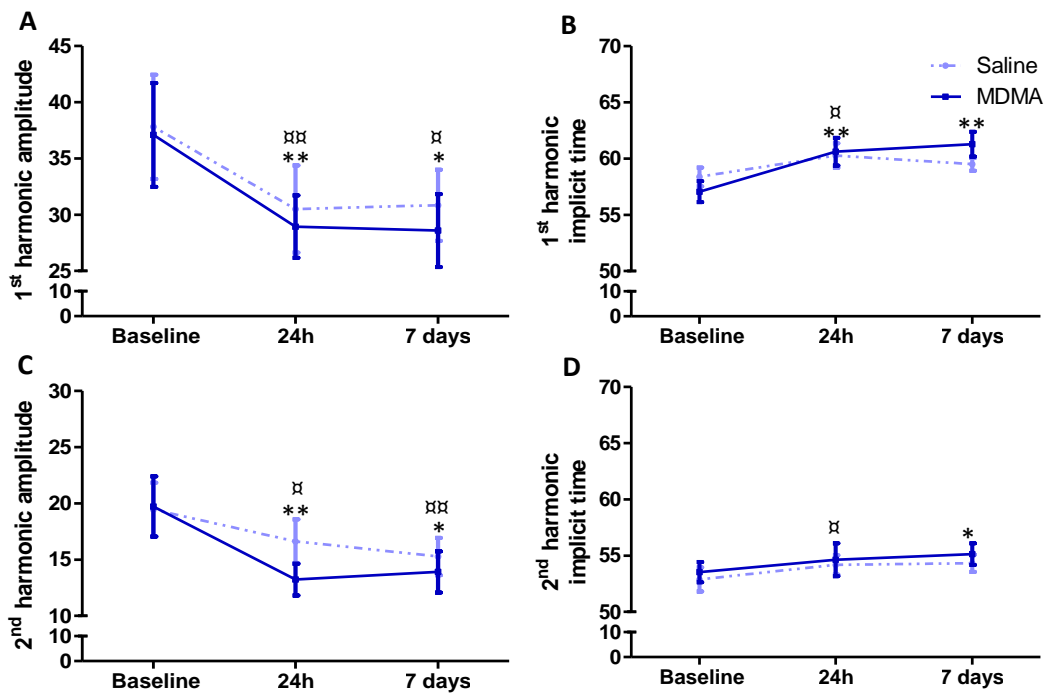 A
1st harmonic amplitude
45
40
35
30
25
10
0
¤¤
**
¤
*
Baseline 24h 7 days
B
1st harmonic
implicit time
70
65
60
55
50
10
0
Saline
MDMA
¤
**
**
Baseline 24h 7 days
C
2nd harmonic amplitude
30
25
20
15
10
10
0
¤
**
¤¤
*
Baseline 24h 7 days
D
2nd harmonic
implicit time
70
65
60
55
50
10
0
¤
*
Baseline 24h 7 days